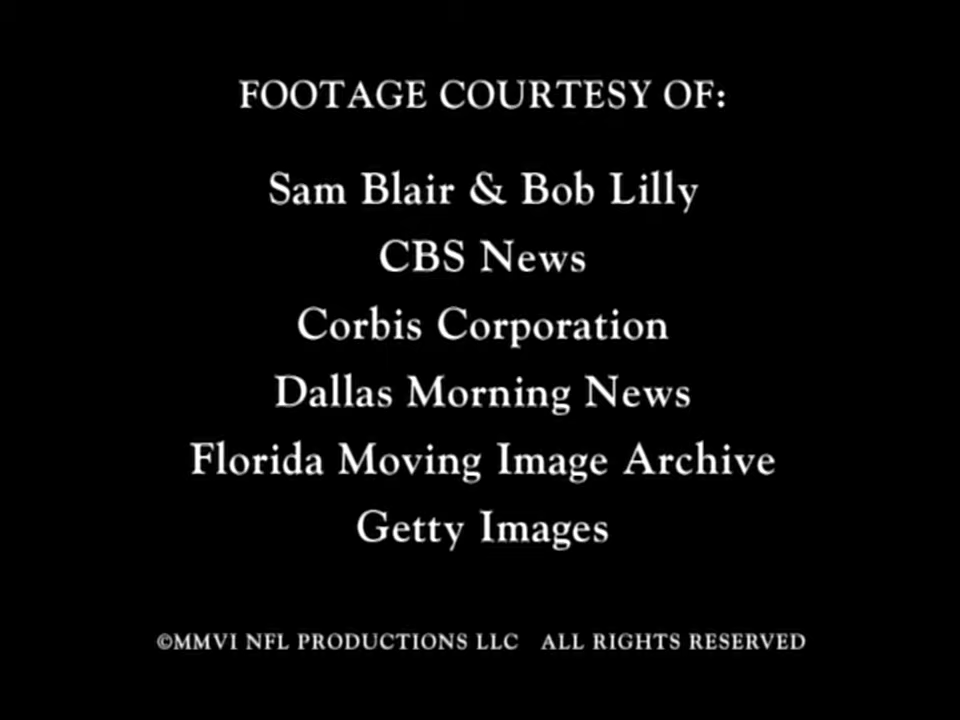 FOOTAGE COURTESY OF:
Sam Blair & Bob Lilly
CBS News
Corbis Corporation
Dallas Morning News
Florida Moving Image Archive
Getty Images
©MMVI NFL PRODUCTIONS LLC ALL RIGHTS RESERVED